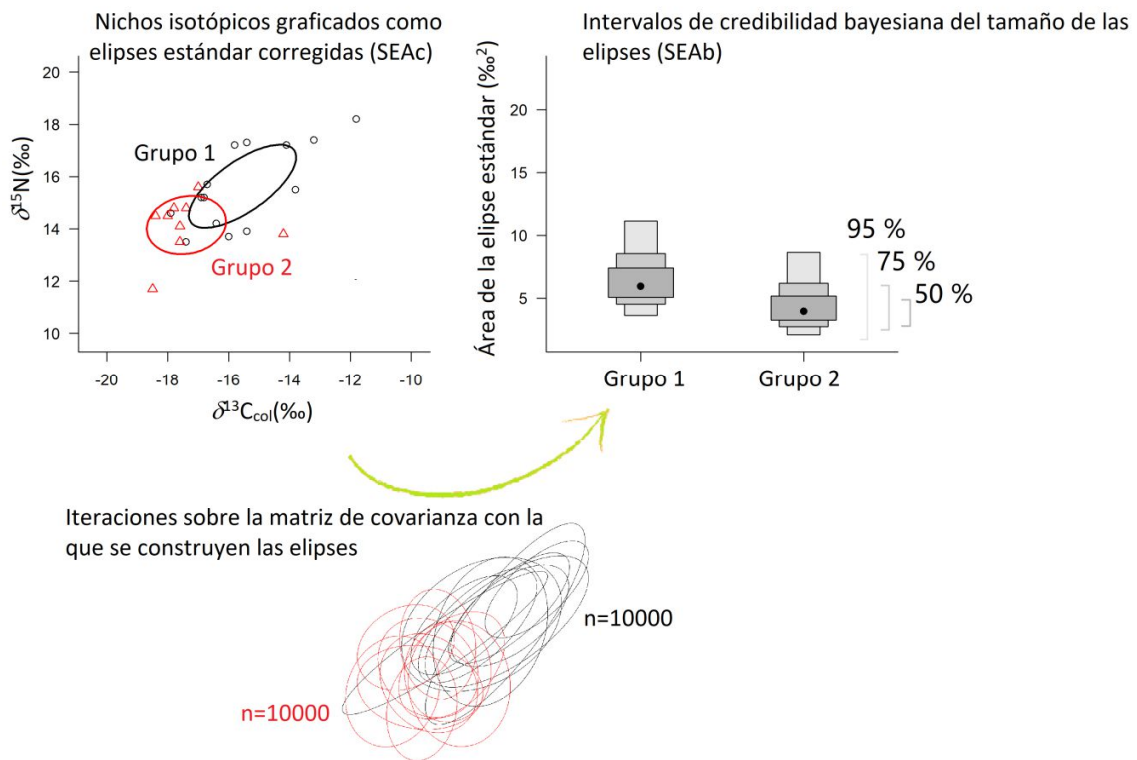 Nichos isotópicos graficados como
elipses estándar corregidas (SEAc)
Intervalos de credibilidad bayesiana del tamaño de las
elipses (SEAb)
20
18
16
14
12
10
δ¹⁵N(‰)
Grupo 1
Grupo 2
-20 -18 -16 -14 -12 -10
δ¹³Ccol(‰)
Área de la elipse estándar (‰²)
20
15
10
5
95 %
75 %
50 %
Grupo 1 Grupo 2
Iteraciones sobre la matriz de covarianza con la
que se construyen las elipses
n=10000
n=10000